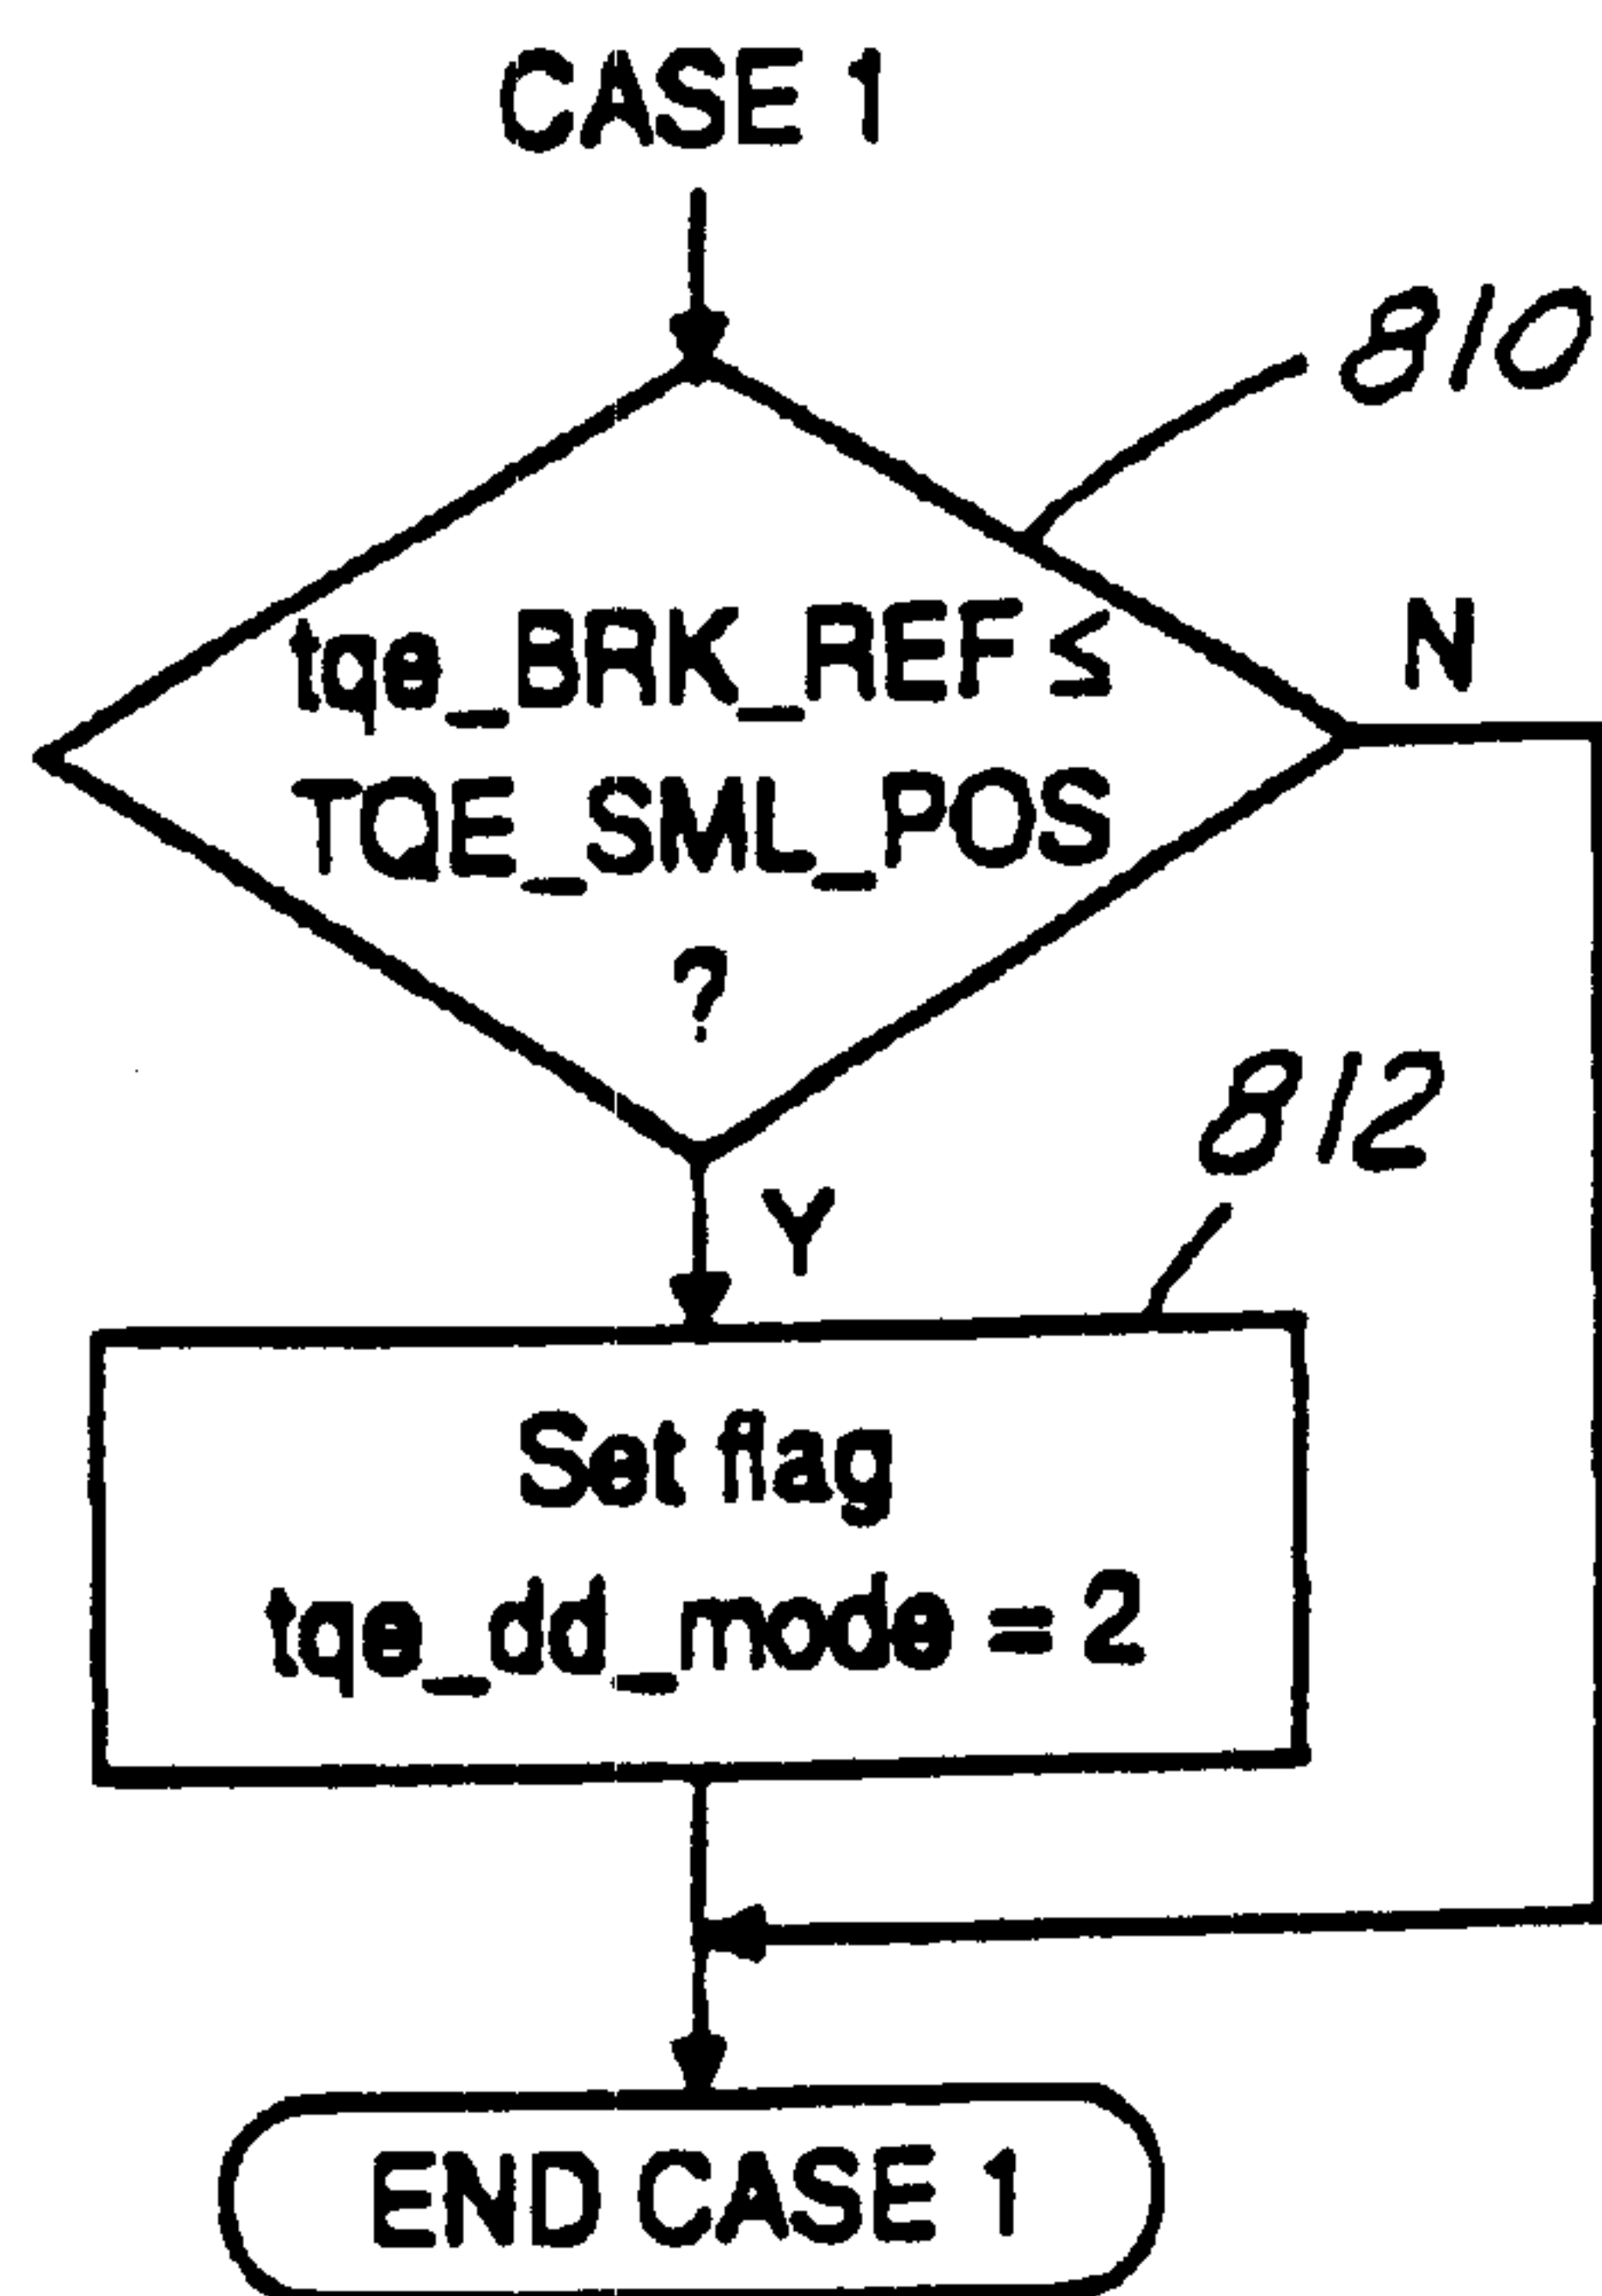 CASE 1
810
tqe_BRK_REF ≤
N
TQE_SML_POS
?
812
Y
Set flag
tqe_dd_mode = 2
END CASE 1